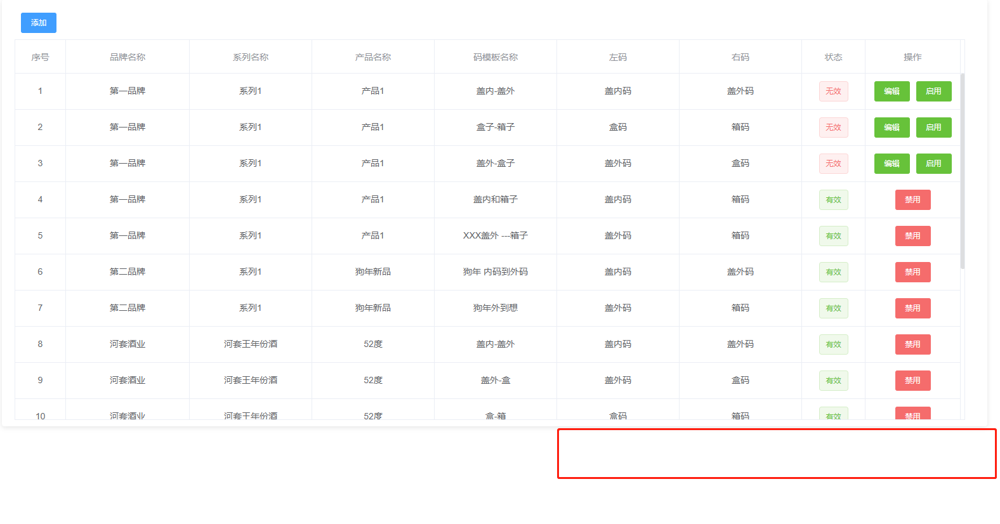 添加
序号 品牌名称 系列名称 产品名称 码模板名称 左码 右码 状态 操作
1 第一品牌 系列1 产品1 盖内-盖外 盖内码 盖外码 无效 编辑 启用
2 第一品牌 系列1 产品1 盒子-箱子 盒码 箱码 无效 编辑 启用
3 第一品牌 系列1 产品1 盖外-盒子 盖外码 盒码 无效 编辑 启用
4 第一品牌 系列1 产品1 盖内和箱子 盖内码 箱码 有效 禁用
5 第一品牌 系列1 产品1 XXX盖外 ---箱子 盖外码 箱码 有效 禁用
6 第二品牌 系列1 狗年新品 狗年 内码到外码 盖内码 盖外码 有效 禁用
7 第二品牌 系列1 狗年新品 狗年外到想 盖外码 箱码 有效 禁用
8 河套酒业 河套王年份酒 52度 盖内-盖外 盖内码 盖外码 有效 禁用
9 河套酒业 河套王年份酒 52度 盖外-盒 盖外码 盒码 有效 禁用
10 河套酒业 河套王年份酒 52度 盒-箱 盒码 箱码 有效 禁用